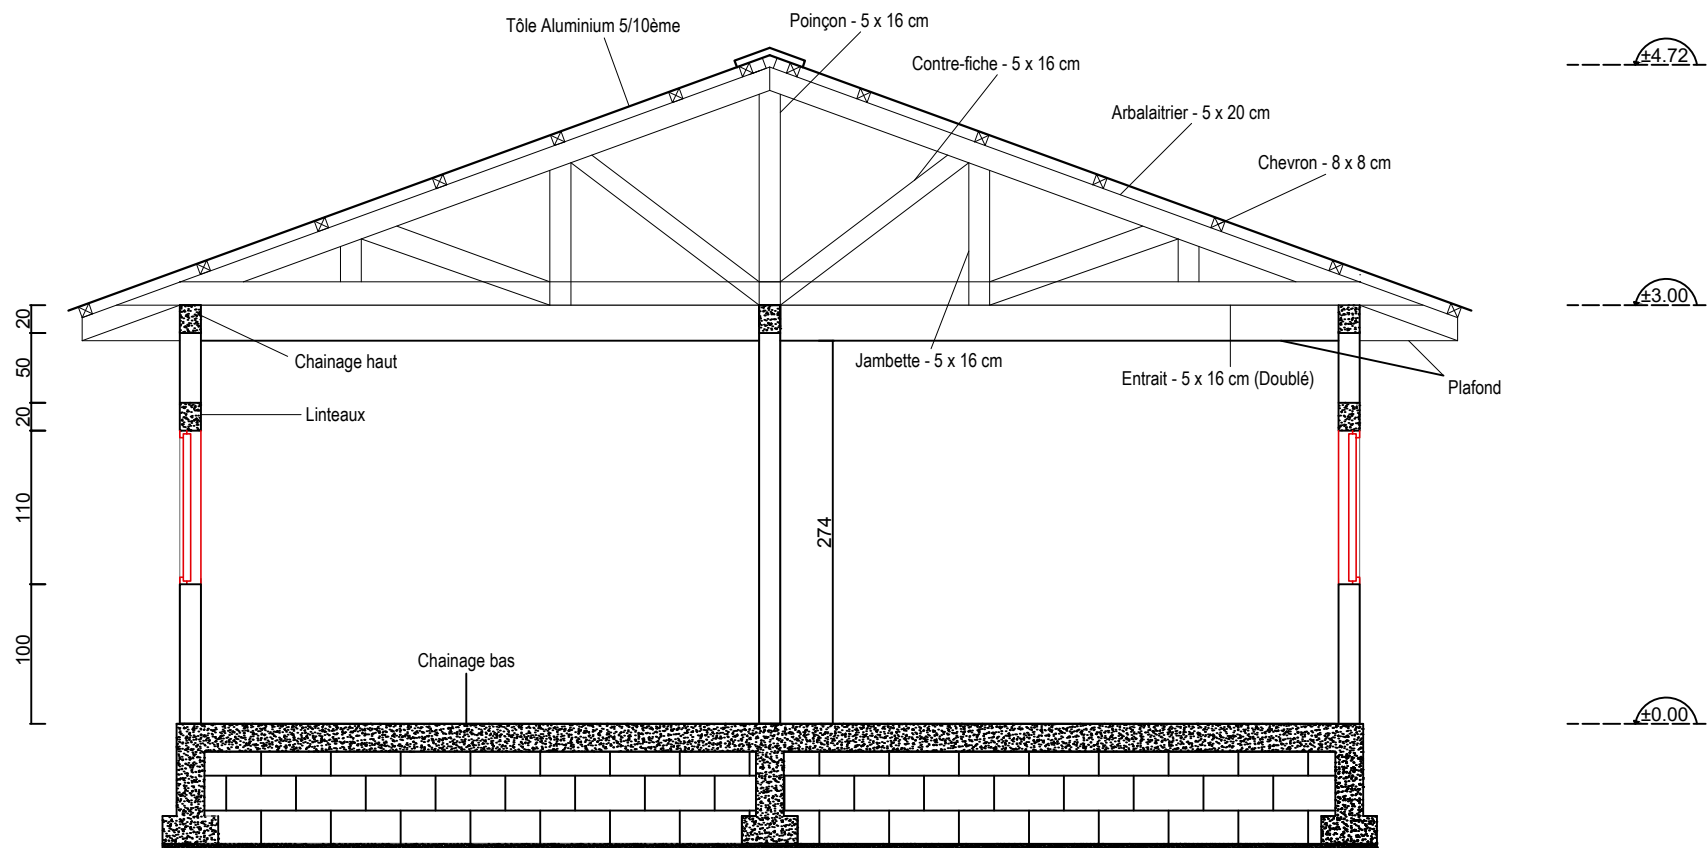 Tôle Aluminium 5/10ème
Poinçon - 5 x 16 cm
±4.72
Contre-fiche - 5 x 16 cm
Arbalaitrier - 5 x 20 cm
Chevron - 8 x 8 cm
±3.00
20
Chainage haut
50
Jambette - 5 x 16 cm
Entrait - 5 x 16 cm (Doublé)
Plafond
20
Linteaux
110
274
100
Chainage bas
±0.00